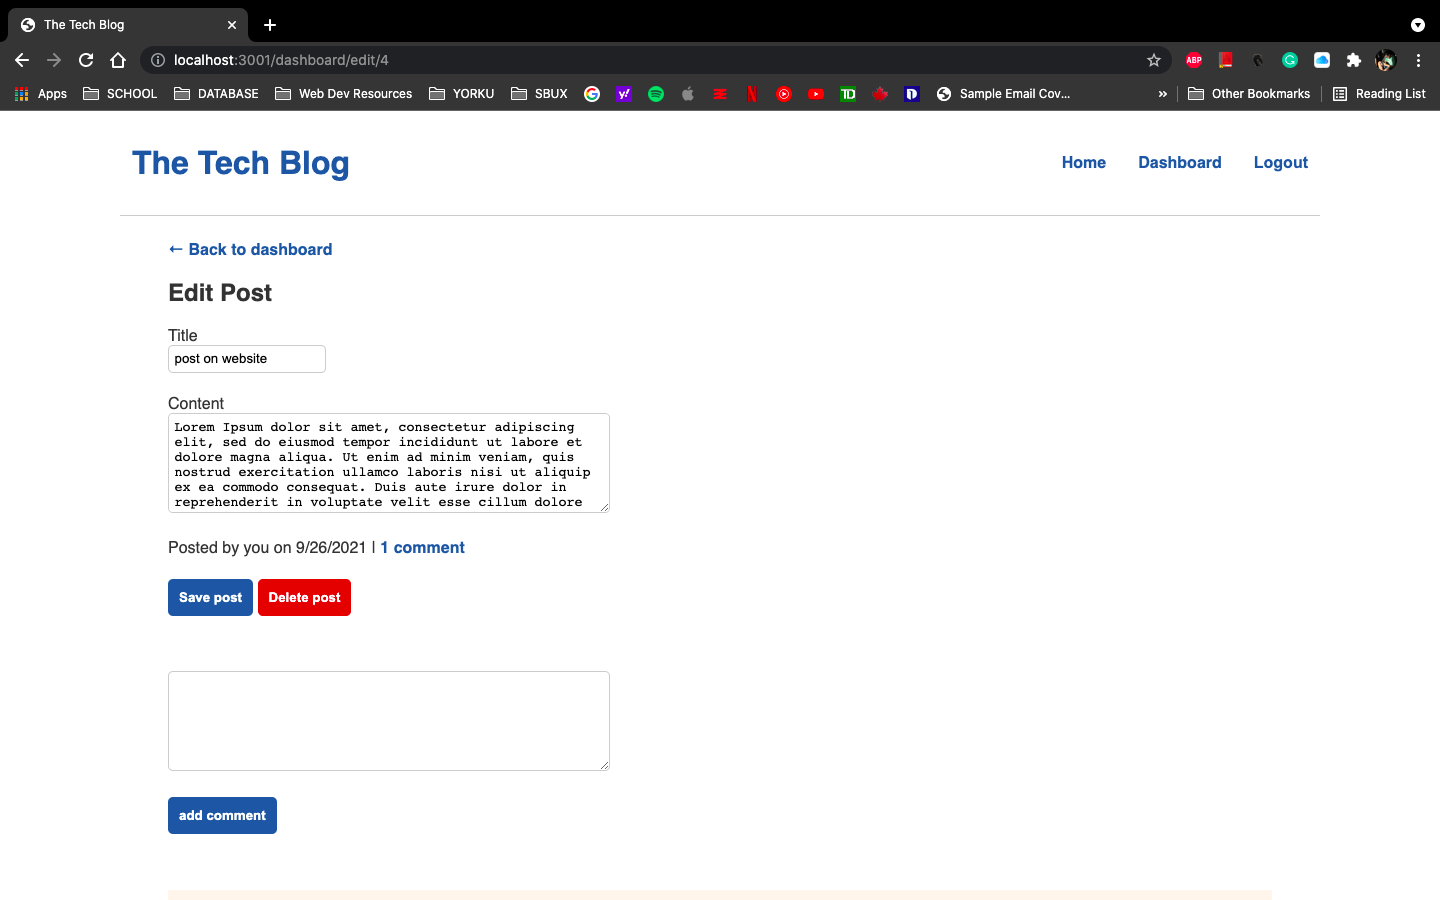 The Tech Blog
localhost:3001/dashboard/edit/4
ABP
G
Apps SCHOOL DATABASE Web Dev Resources YORKU SBUX G y! TD Sample Email Cov... » Other Bookmarks Reading List
The Tech Blog
Home Dashboard Logout
← Back to dashboard
Edit Post
Title
post on website
Content
Lorem Ipsum dolor sit amet, consectetur adipiscing
elit, sed do eiusmod tempor incididunt ut labore et
dolore magna aliqua. Ut enim ad minim veniam, quis
nostrud exercitation ullamco laboris nisi ut aliquip
ex ea commodo consequat. Duis aute irure dolor in
reprehenderit in voluptate velit esse cillum dolore
Posted by you on 9/26/2021 | 1 comment
Save post Delete post
add comment